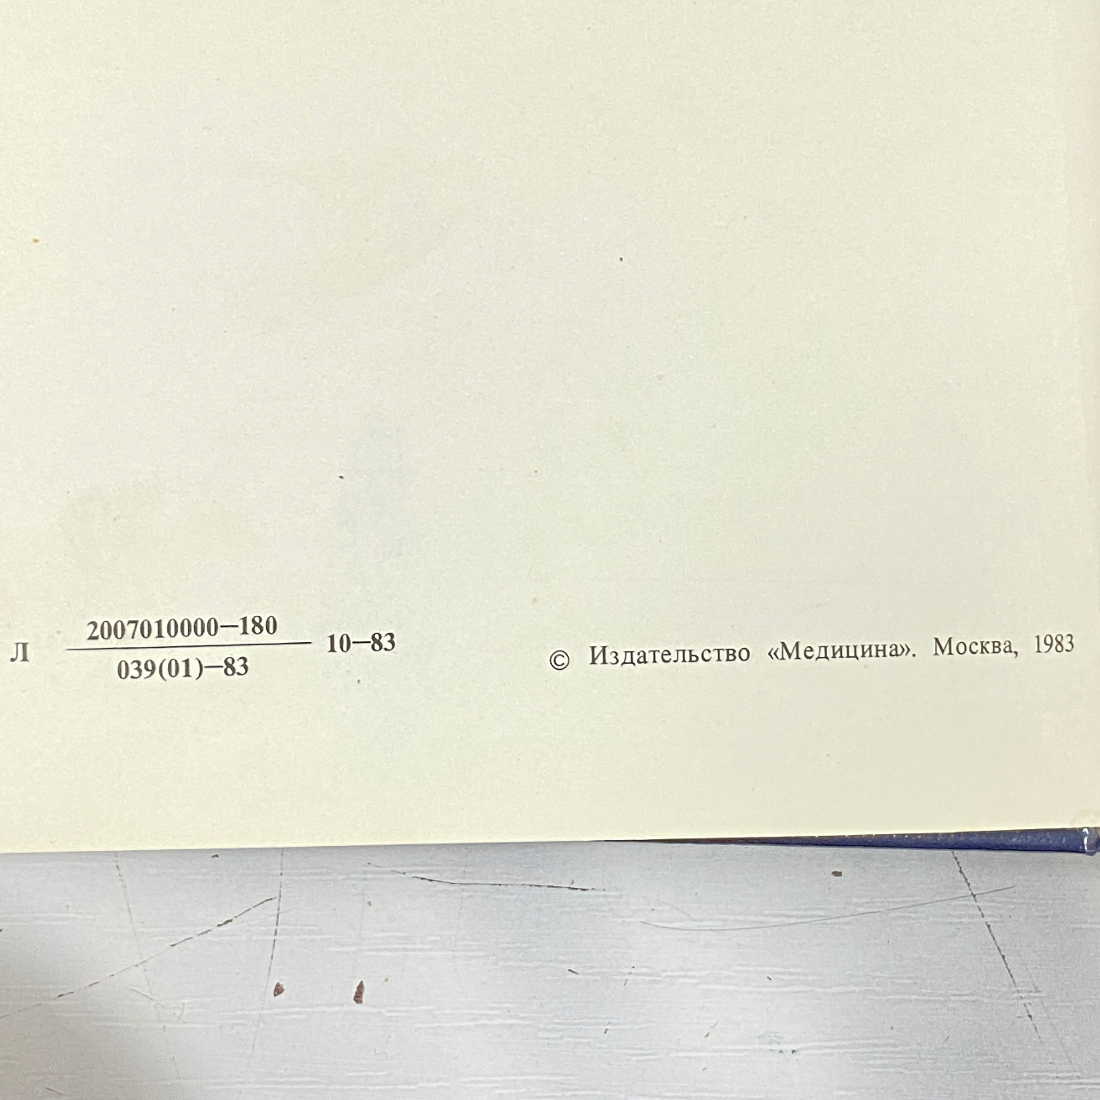 Л 2007010000—180
039(01)—83 10—83
© Издательство «Медицина». Москва, 1983